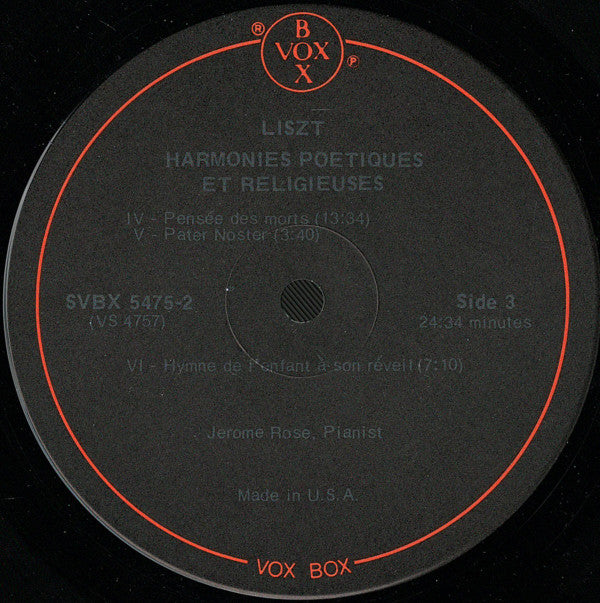 ® BOX VOX ℗
LISZT
HARMONIES POETIQUES
ET RELIGIEUSES
IV - Pensée des morts (13:34)
V - Pater Noster (3:40)
SVBX 5475-2
(VS 4757)
Side 3
24:34 minutes
VI - Hymne de l'enfant à son réveil (7:10)
Jerome Rose, Pianist
Made in U.S.A.
VOX BOX